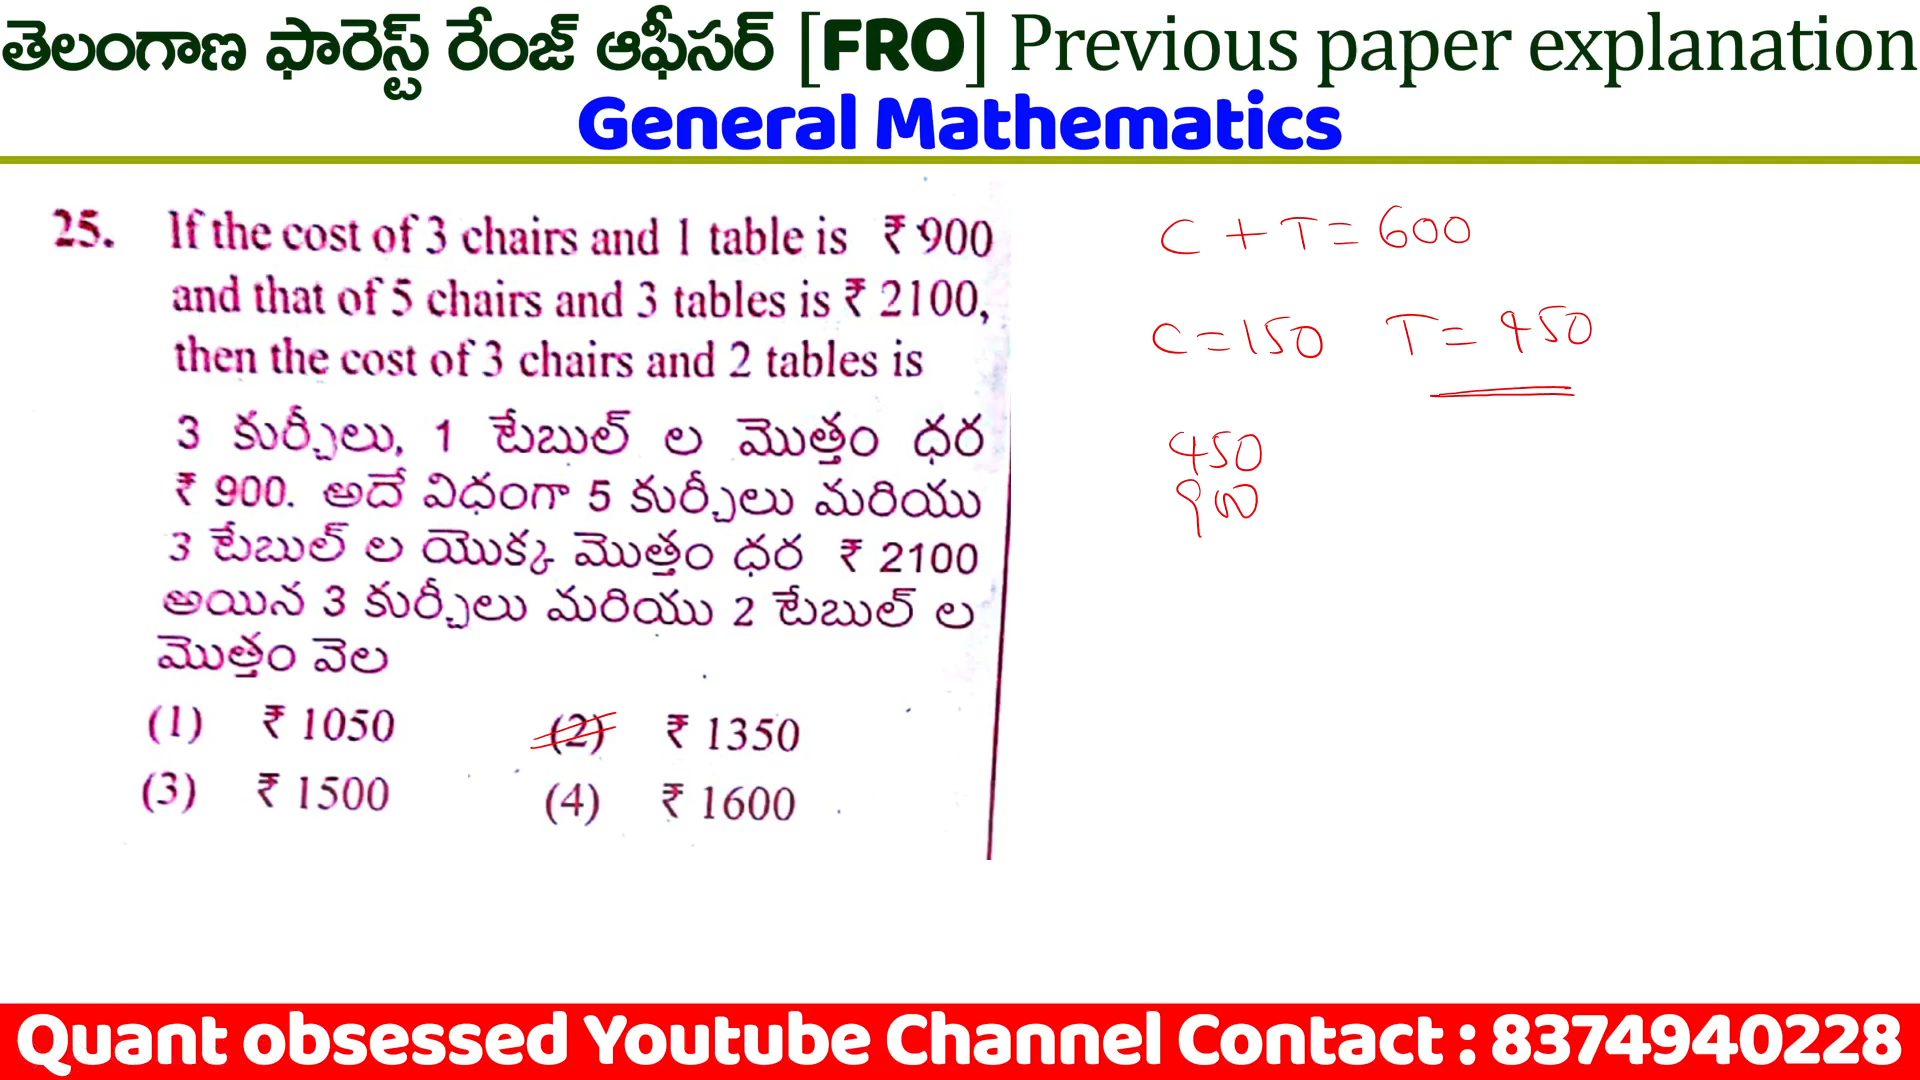 తెలంగాణ ఫారెస్ట్ రేంజ్ ఆఫీసర్ [FRO] Previous paper explanation
General Mathematics
25. If the cost of 3 chairs and 1 table is ₹ 900
and that of 5 chairs and 3 tables is ₹ 2100,
then the cost of 3 chairs and 2 tables is
3 కుర్చీలు, 1 టేబుల్ ల మొత్తం ధర
₹ 900. అదే విధంగా 5 కుర్చీలు మరియు
3 టేబుల్ ల యొక్క మొత్తం ధర ₹ 2100
అయిన 3 కుర్చీలు మరియు 2 టేబుల్ ల
మొత్తం వెల
(1) ₹ 1050 (2) ₹ 1350
(3) ₹ 1500 (4) ₹ 1600
C + T = 600
C = 150 T = 450
450
900
Quant obsessed Youtube Channel Contact : 8374940228